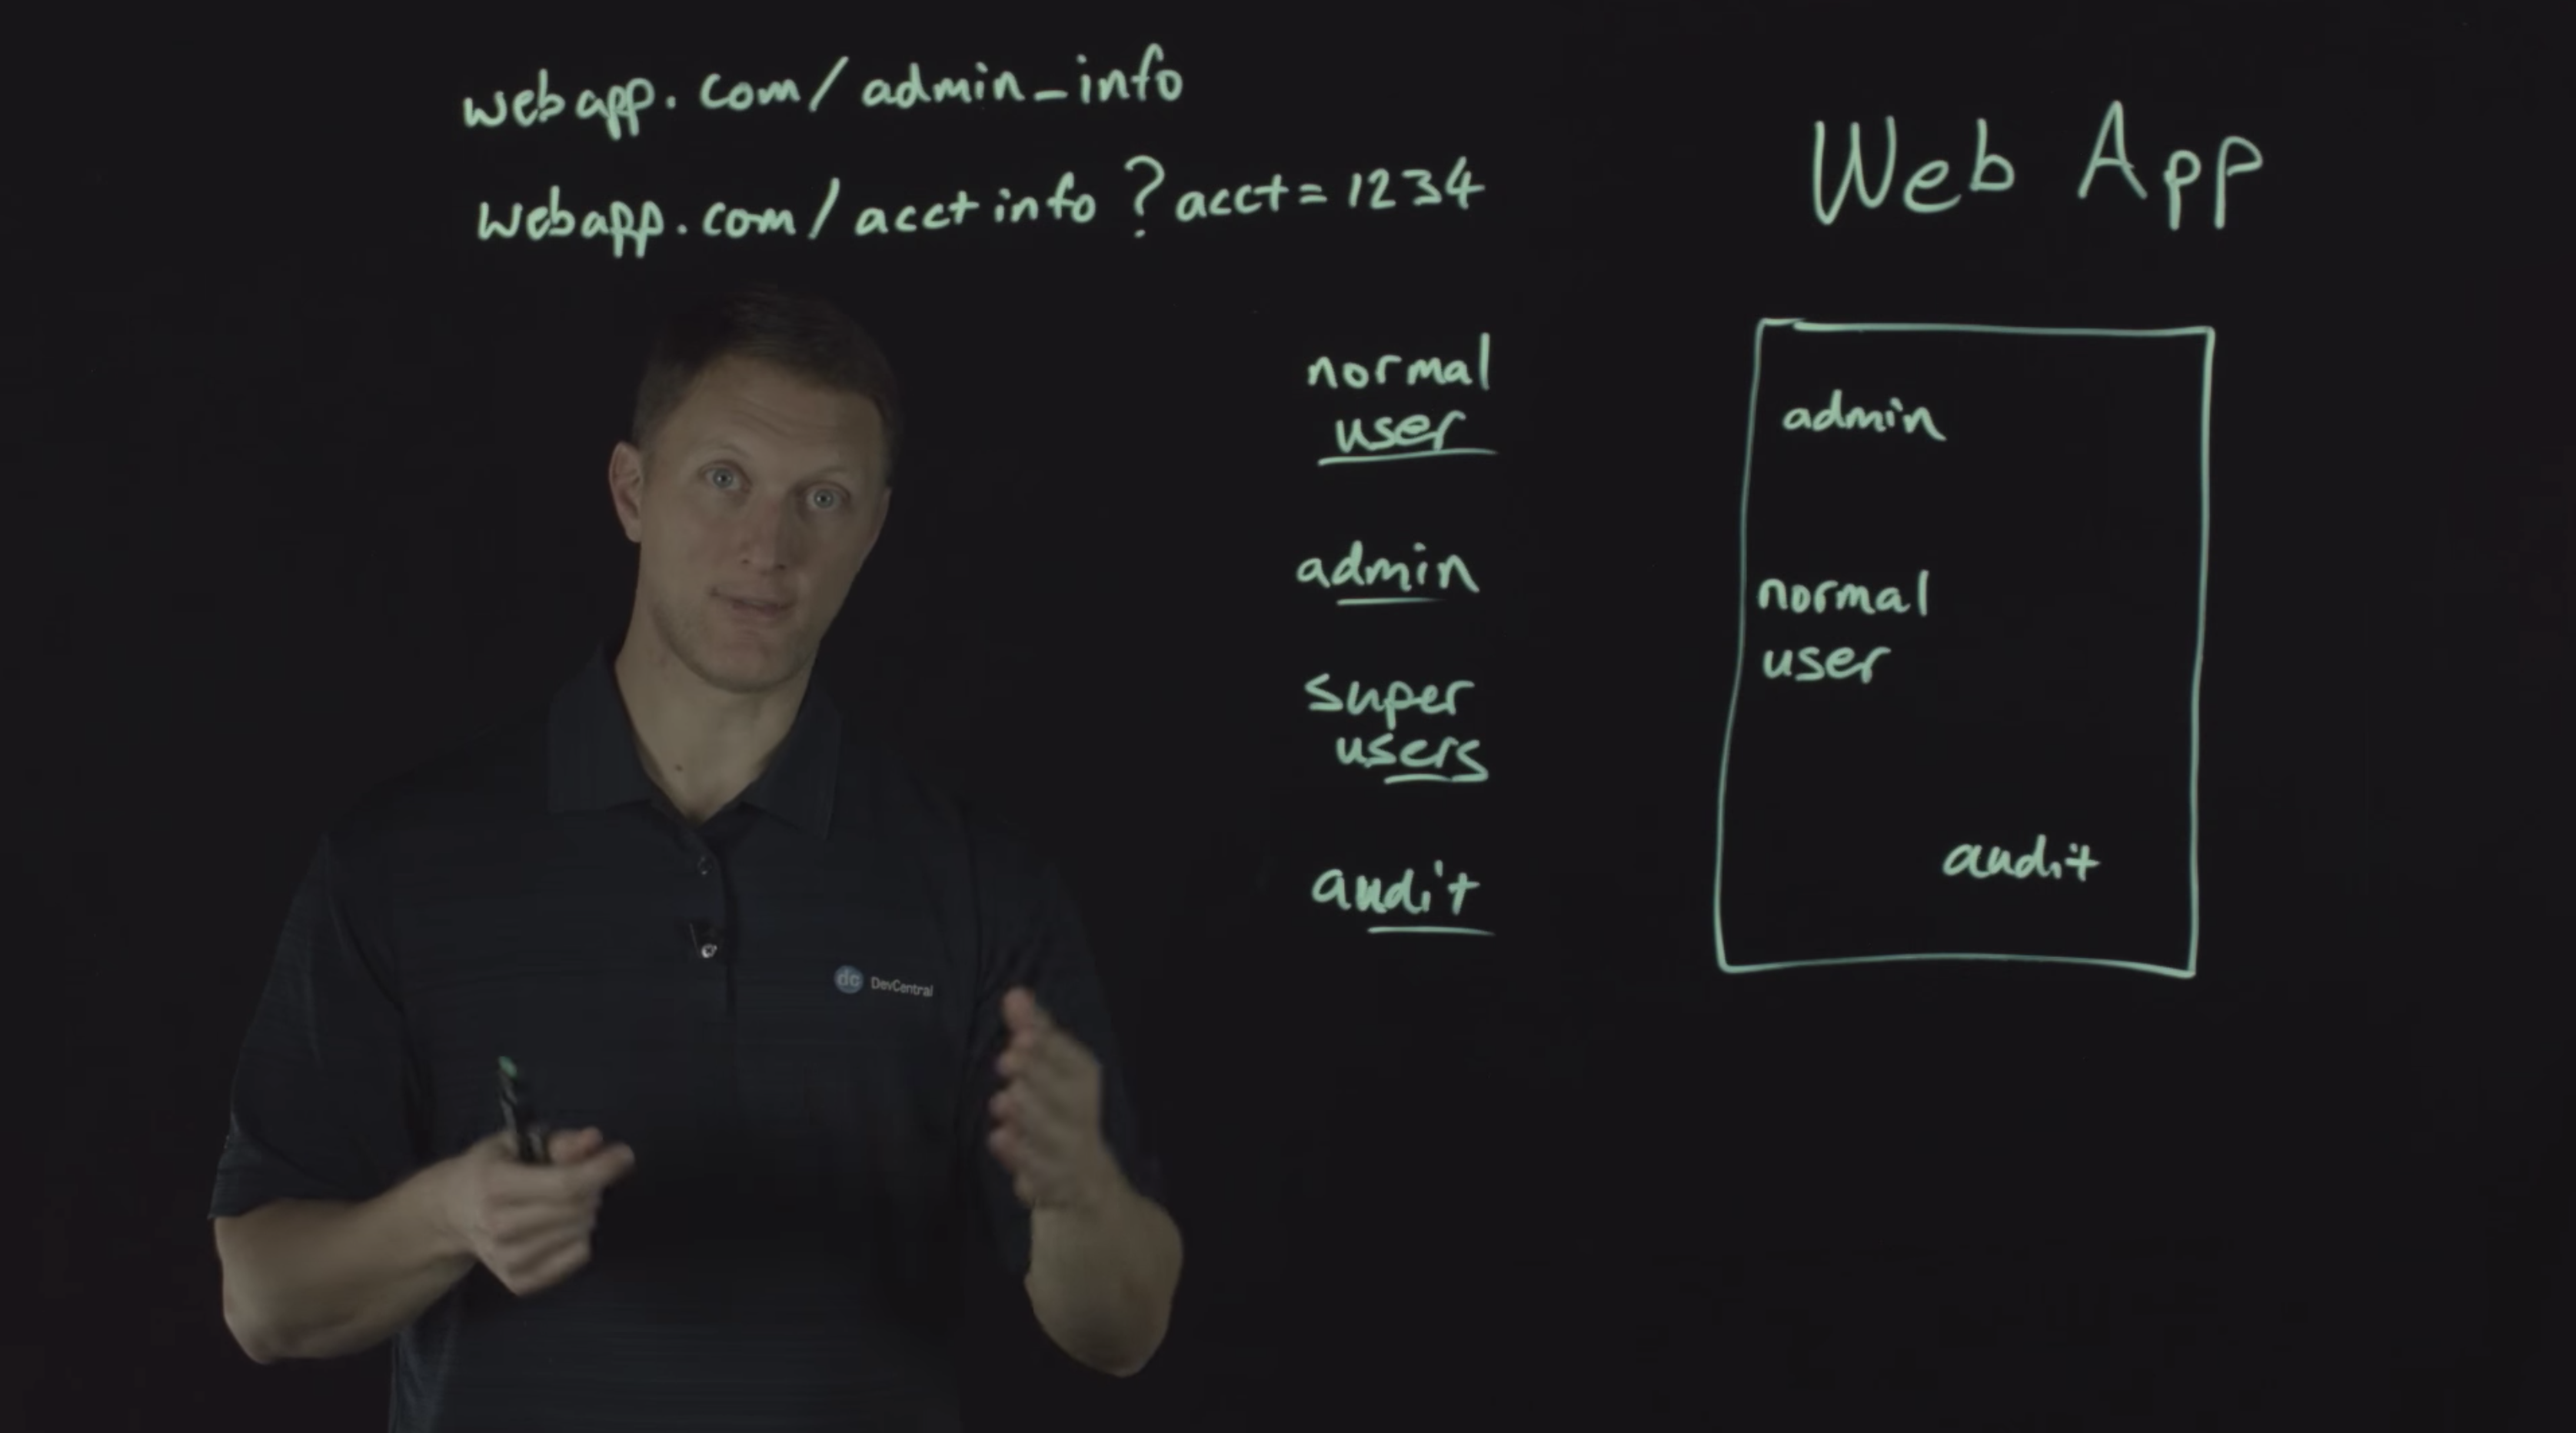 webapp.com/admin_info
webapp.com/acctinfo?acct=1234
Web App
normal
user
admin
super
users
audit
admin
normal
user
audit
dc DevCentral